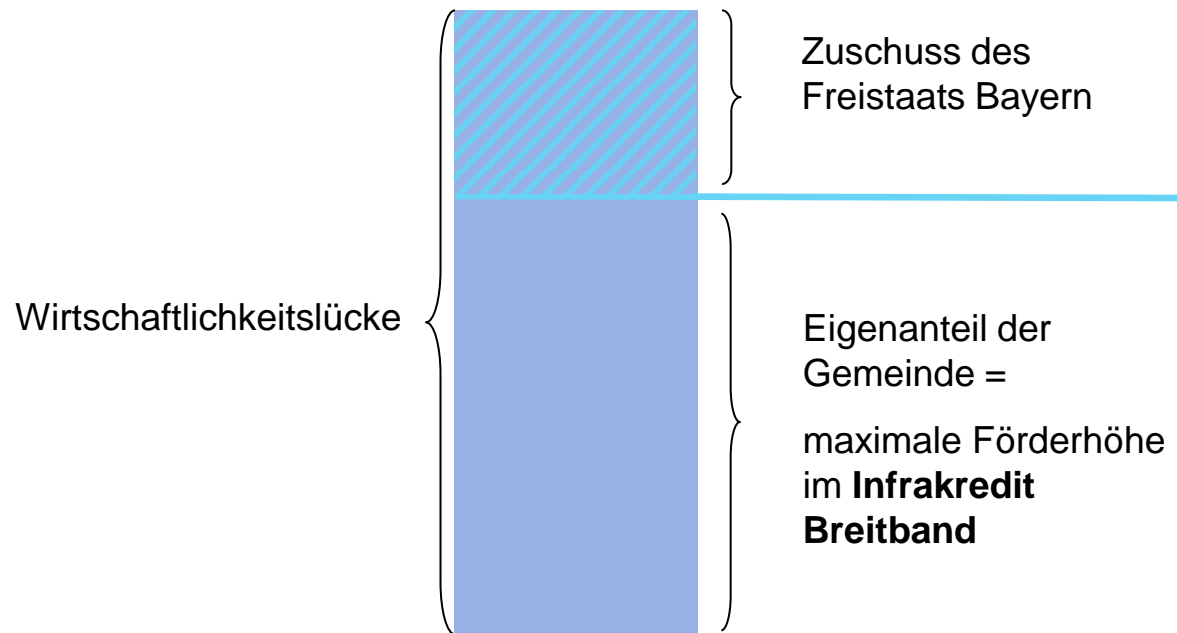 Zuschuss des
Freistaats Bayern
Wirtschaftlichkeitslücke
Eigenanteil der
Gemeinde =
maximale Förderhöhe
im Infrakredit
Breitband